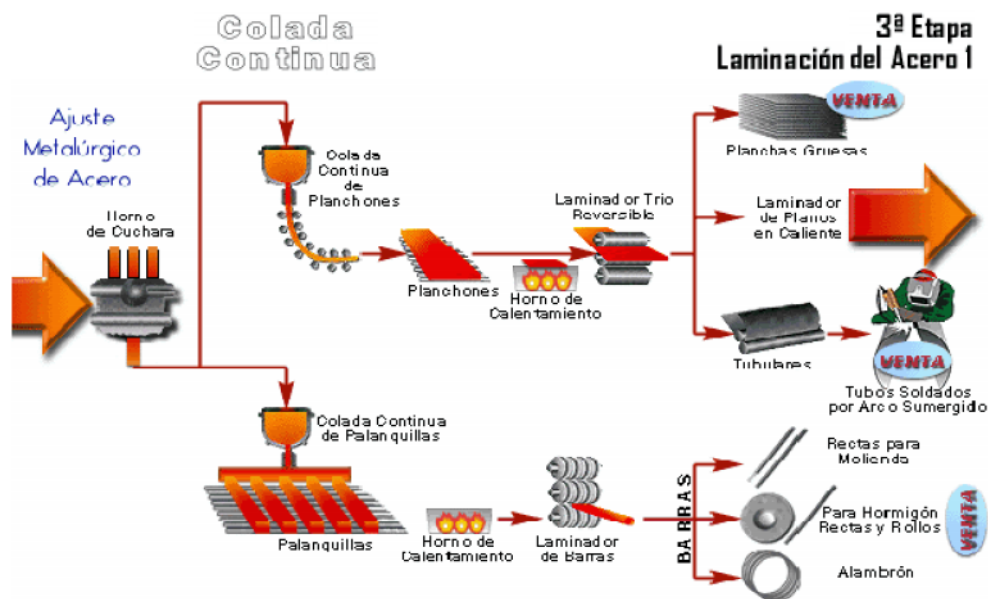 Colada
Continua
3ª Etapa
Laminación del Acero 1
Ajuste
Metalúrgico
de Acero
Horno
de Cuchara
Colada
Continua
de
Planchones
Planchones
Horno de
Calentamiento
Laminador Trio
Reversible
VENTA
Planchas Gruesas
Laminador
de Planos
en Caliente
Tubulares
VENTA
Tubos Soldados
por Arco Sumergido
Colada Continua
de Palanquillas
Palanquillas
Horno de
Calentamiento
Laminador
de Barras
BARRAS
Rectas para
Molienda
Para Hormigón
Rectas y Rollos
VENTA
Alambrón